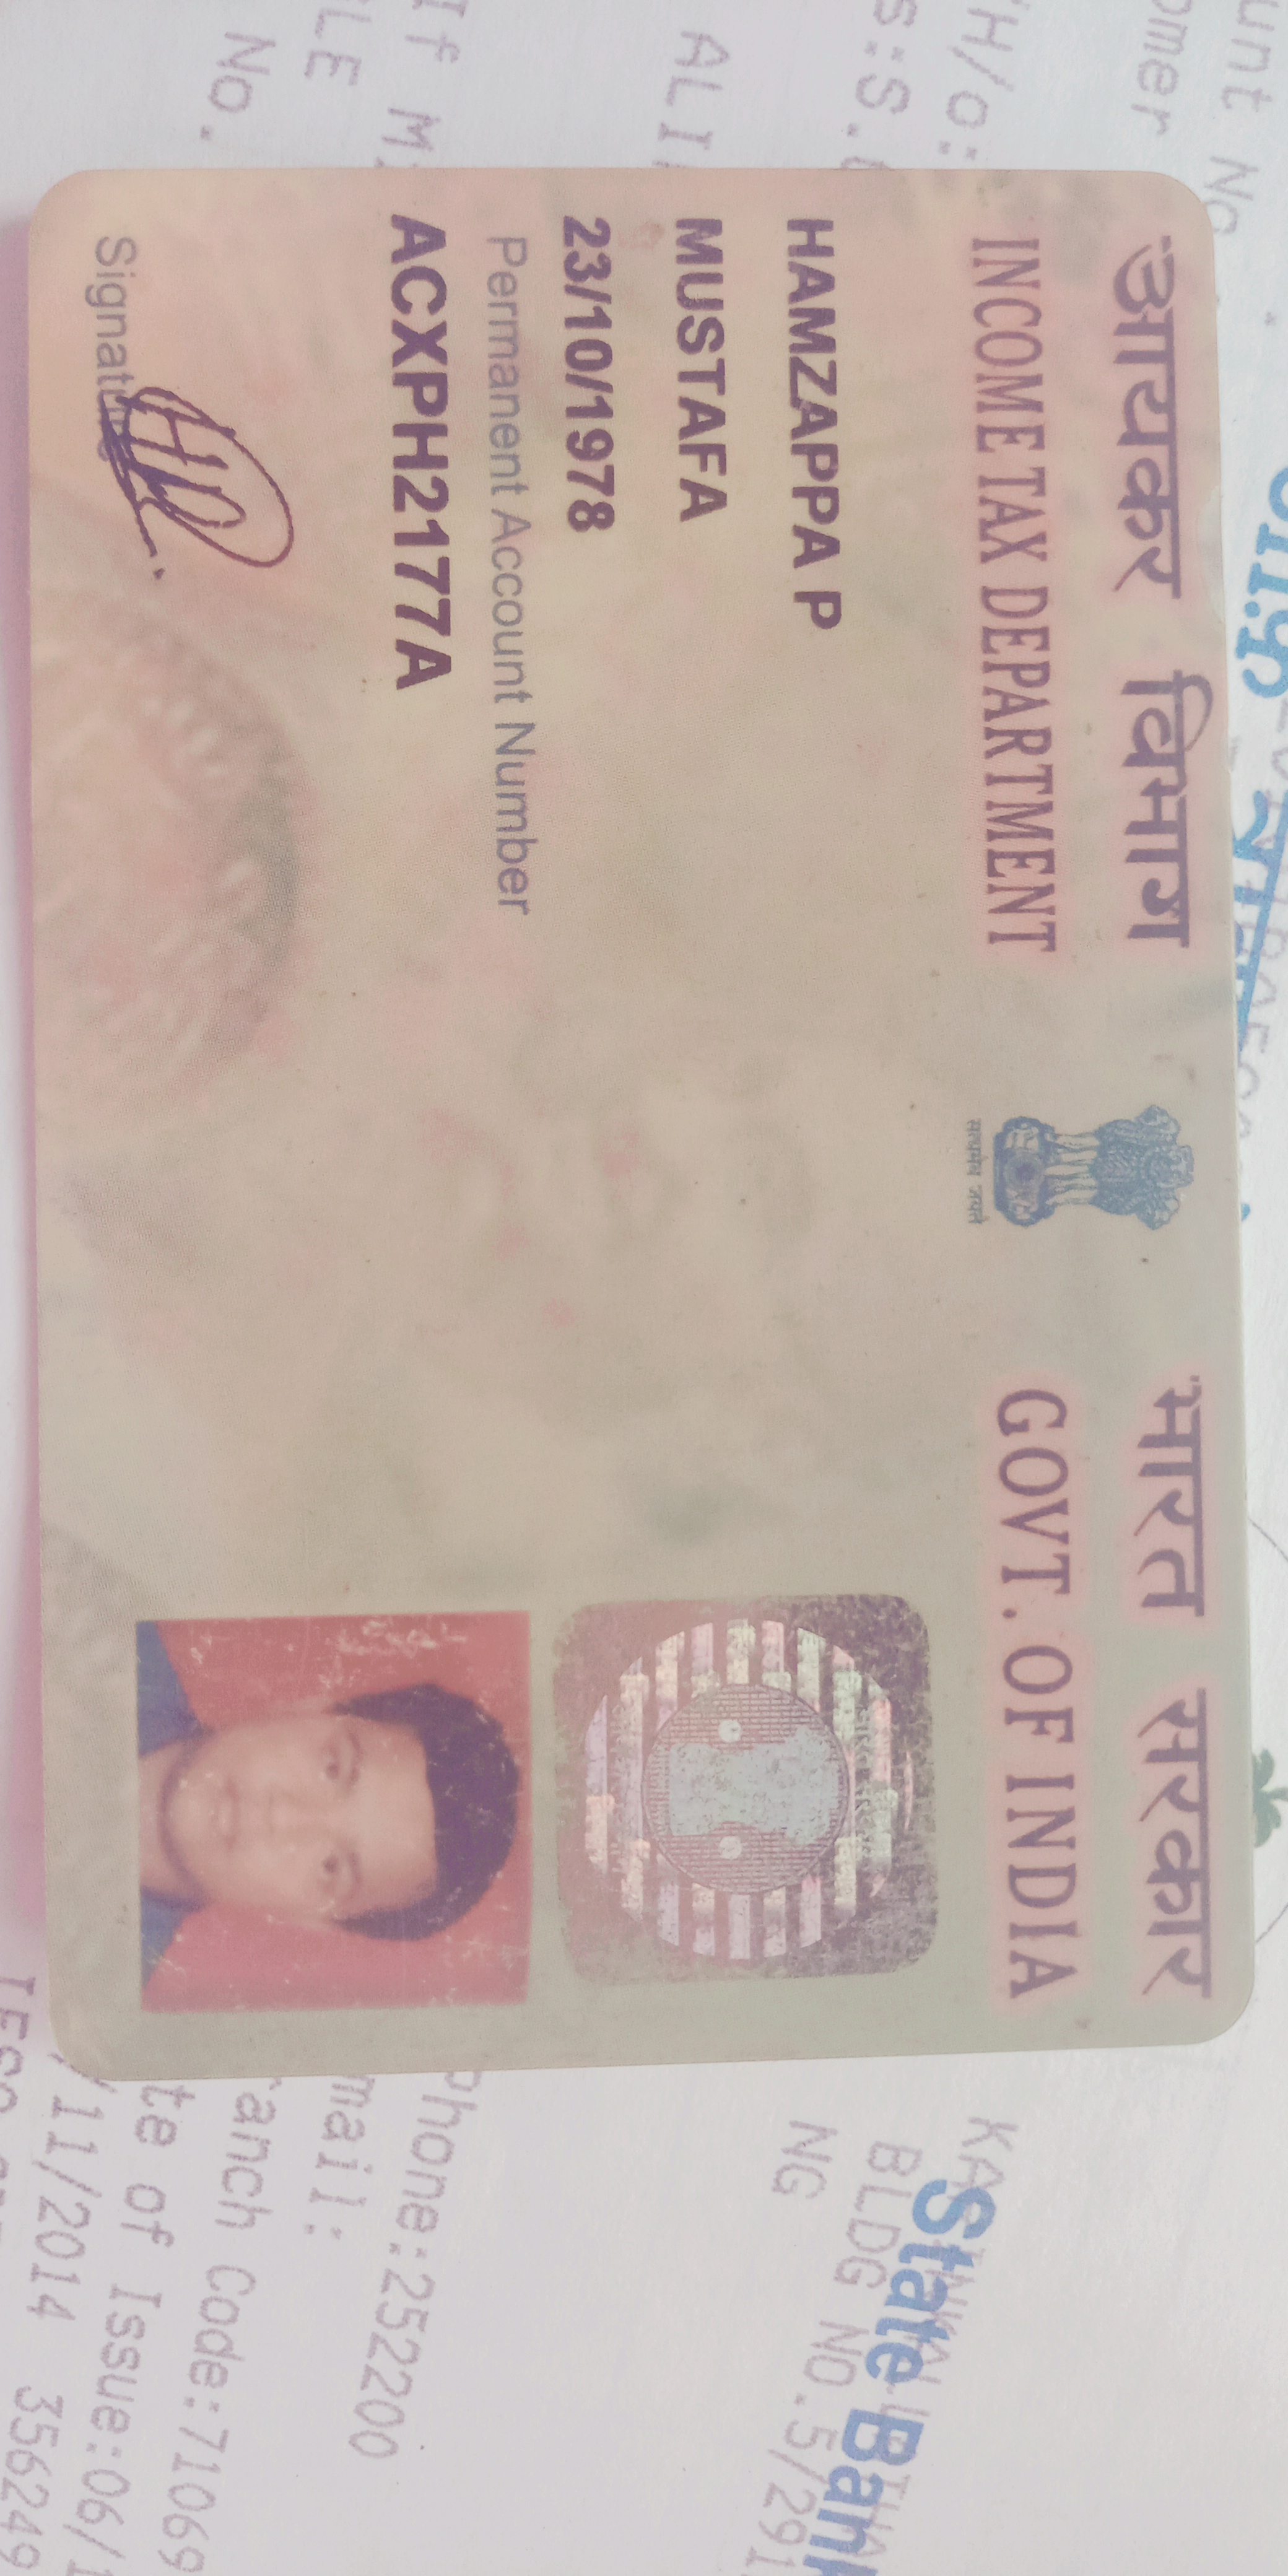 आयकर विभाग
INCOME TAX DEPARTMENT
सत्यमेव जयते
भारत सरकार
GOVT. OF INDIA
HAMZAPPA P
MUSTAFA
23/10/1978
Permanent Account Number
ACXPH2177A
Signature
State Bank
BLDG NO.5/291
NG
phone:252200
mail:
ranch Code:71069
te of Issue:06/1
/11/2014 356249
unt No
omer
H/o:
s:S.
ALI
If M
LE
No.